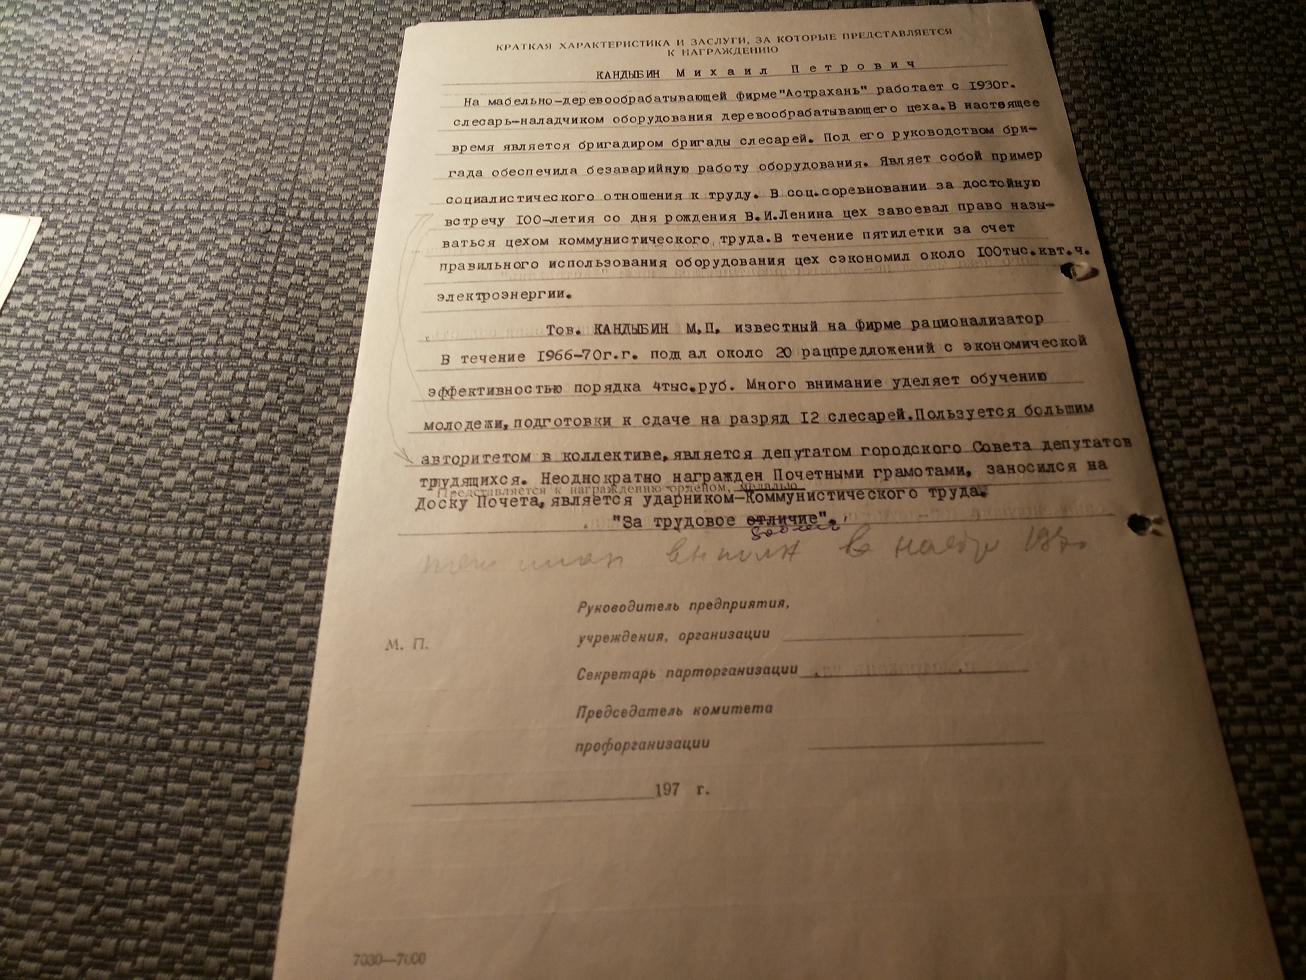 КРАТКАЯ ХАРАКТЕРИСТИКА И ЗАСЛУГИ, ЗА КОТОРЫЕ ПРЕДСТАВЛЯЕТСЯ
К НАГРАЖДЕНИЮ
КАНДЫБИН Михаил Петрович
На мабельно-деревообрабатывающей фирме"Астрахань" работает с 1930г.
слесарь-наладчиком оборудования деревообрабатывающего цеха.В настоящее
время является бригадиром бригады слесарей. Под его руководством бри-
гада обеспечила безаварийную работу оборудования. Являет собой пример
социалистического отношения к труду. В соц.соревновании за достойную
встречу 100-летия со дня рождения В.И.Ленина цех завоевал право назы-
ваться цехом коммунистического труда.В течение пятилетки за счет
правильного использования оборудования цех сэкономил около 100тыс.квт.ч.
электроэнергии.
Тов. КАНДЫБИН М.П. известный на фирме рационализатор
В течение 1966-70г.г. подал около 20 рацпредложений с экономической
эффективностью порядка 4тыс.руб. Много внимание уделяет обучению
молодежи,подготовки к сдаче на разряд 12 слесарей.Пользуется большим
авторитетом в коллективе,является депутатом городского Совета депутатов
трудящихся. Неоднократно награжден Почетными грамотами, заносился на
Представляется к награждению орденом, медалью
Доску Почета,является ударником-Коммунистического труда.
"За трудовое отличие".
план выполн в ноябре 197
Руководитель предприятия,
учреждения, организации
М. П.
Секретарь парторганизации
Председатель комитета
профорганизации
197 г.
7030—7000